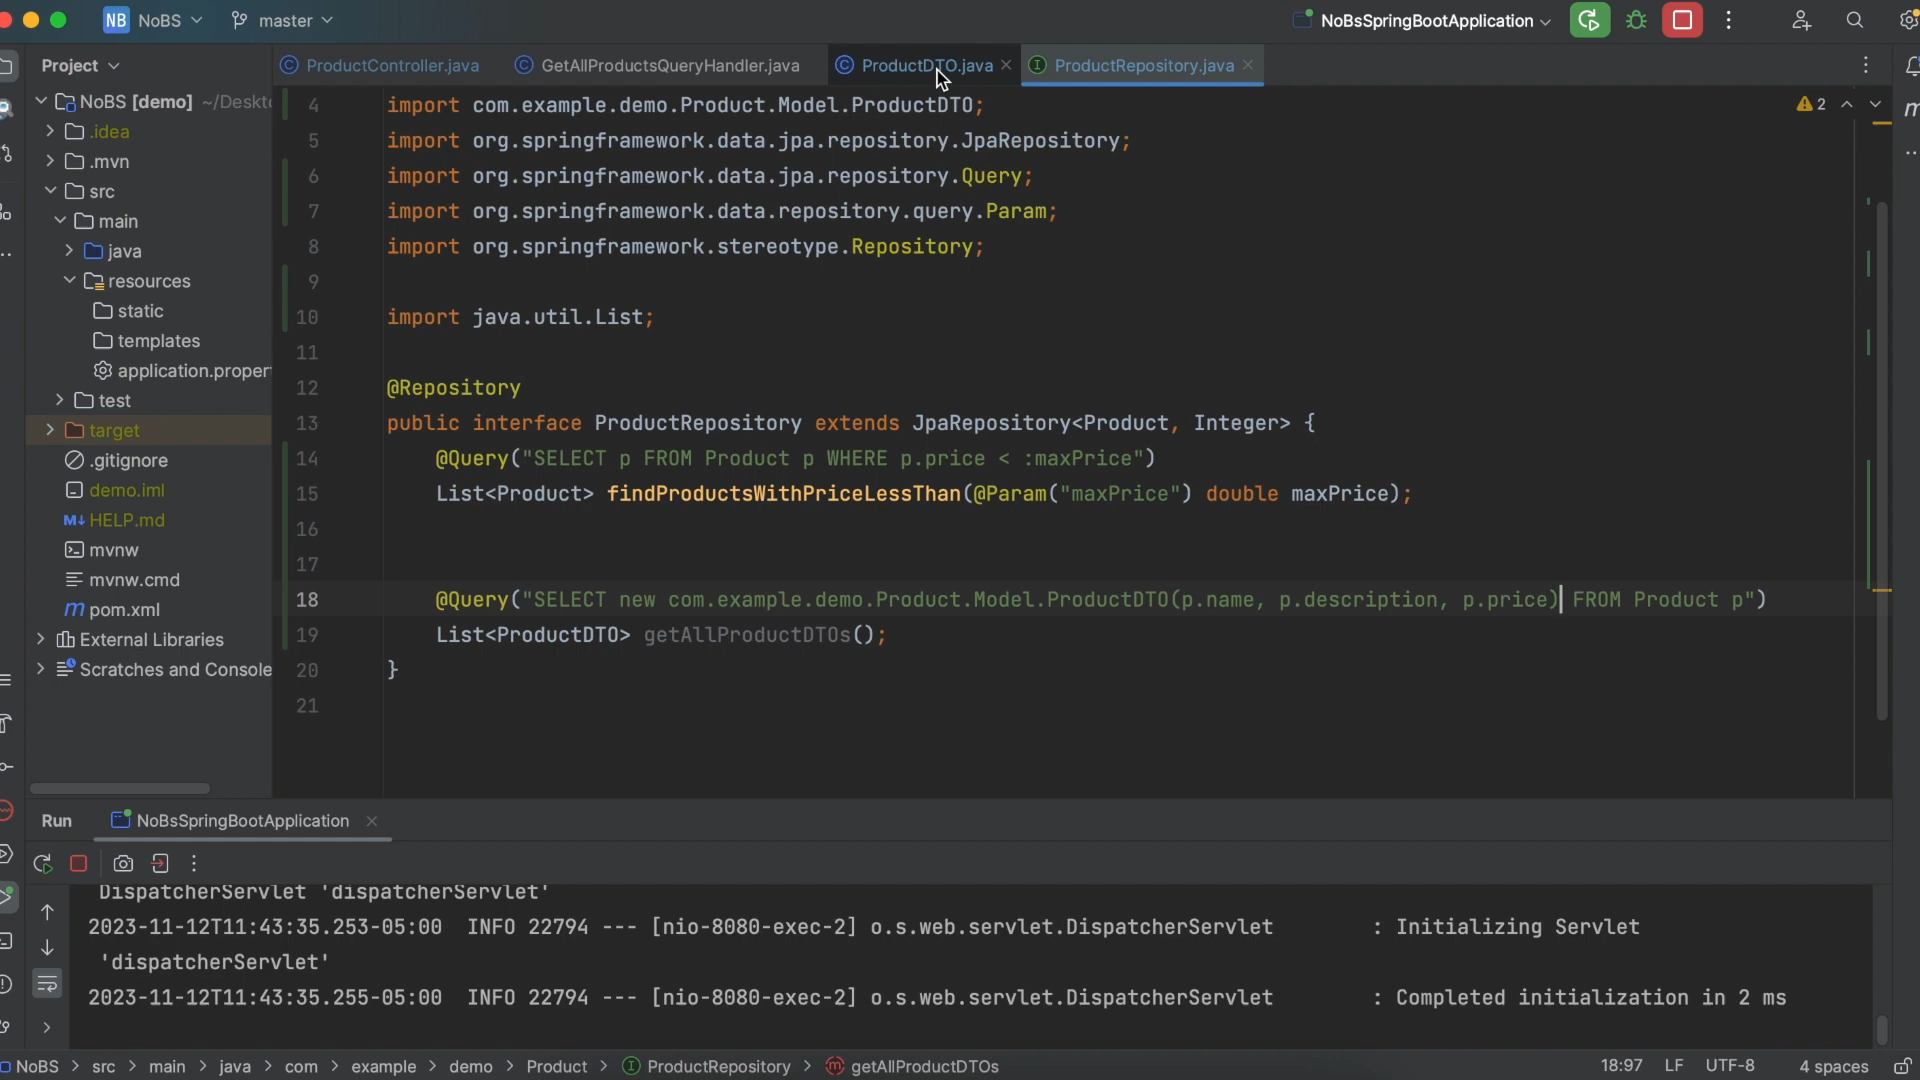 NB NoBS master NoBsSpringBootApplication
Project ProductController.java GetAllProductsQueryHandler.java ProductDTO.java ProductRepository.java
NoBS [demo] ~/Deskto
.idea
.mvn
src
main
java
resources
static
templates
application.proper
test
target
.gitignore
demo.iml
M↓ HELP.md
mvnw
mvnw.cmd
m pom.xml
External Libraries
Scratches and Console
2
4 import com.example.demo.Product.Model.ProductDTO;
5 import org.springframework.data.jpa.repository.JpaRepository;
6 import org.springframework.data.jpa.repository.Query;
7 import org.springframework.data.repository.query.Param;
8 import org.springframework.stereotype.Repository;
9
10 import java.util.List;
11
12 @Repository
13 public interface ProductRepository extends JpaRepository<Product, Integer> {
14 @Query("SELECT p FROM Product p WHERE p.price < :maxPrice")
15 List<Product> findProductsWithPriceLessThan(@Param("maxPrice") double maxPrice);
16
17
18 @Query("SELECT new com.example.demo.Product.Model.ProductDTO(p.name, p.description, p.price) FROM Product p")
19 List<ProductDTO> getAllProductDTOs();
20 }
21
Run NoBsSpringBootApplication
DispatcherServlet 'dispatcherServlet'
2023-11-12T11:43:35.253-05:00 INFO 22794 --- [nio-8080-exec-2] o.s.web.servlet.DispatcherServlet : Initializing Servlet
'dispatcherServlet'
2023-11-12T11:43:35.255-05:00 INFO 22794 --- [nio-8080-exec-2] o.s.web.servlet.DispatcherServlet : Completed initialization in 2 ms
NoBS > src > main > java > com > example > demo > Product > ProductRepository > getAllProductDTOs 18:97 LF UTF-8 4 spaces